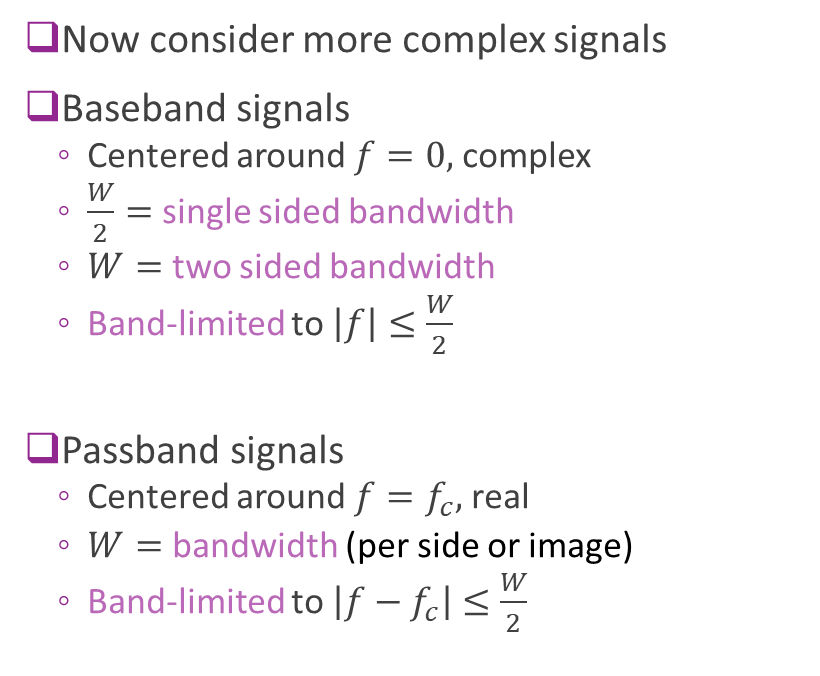 ❑Now consider more complex signals
❑Baseband signals
◦ Centered around f = 0, complex
◦ W/2 = single sided bandwidth
◦ W = two sided bandwidth
◦ Band-limited to |f| ≤ W/2
❑Passband signals
◦ Centered around f = f_c, real
◦ W = bandwidth (per side or image)
◦ Band-limited to |f − f_c| ≤ W/2